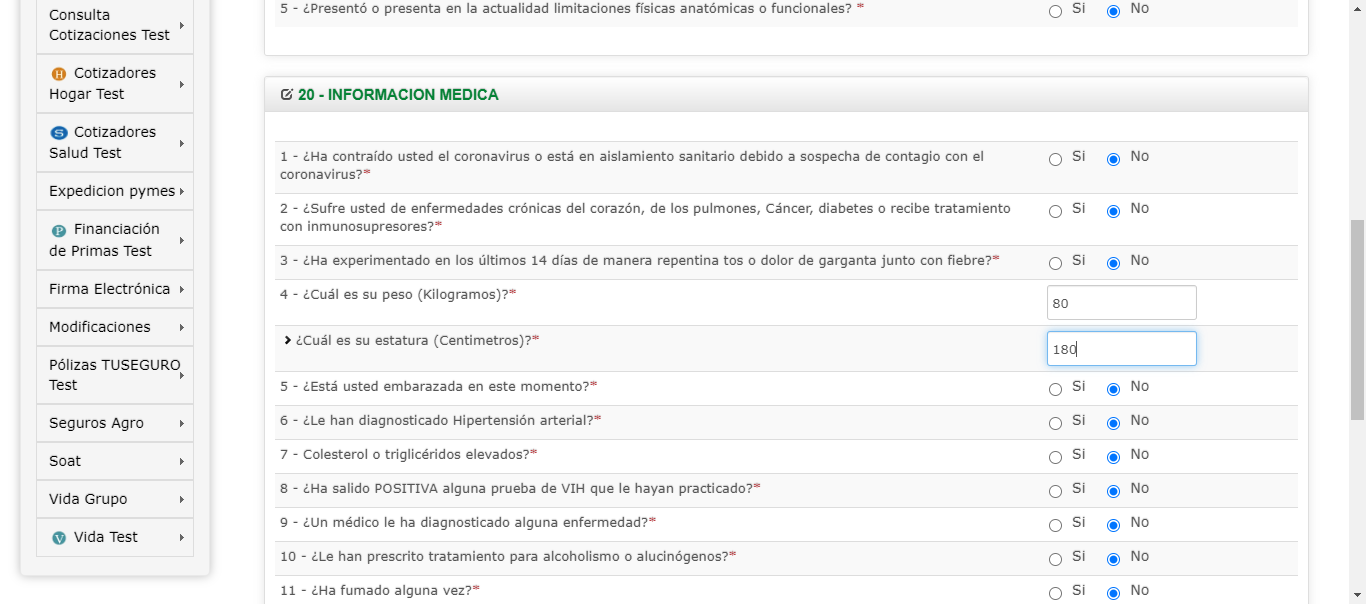 Consulta
Cotizaciones Test
H Cotizadores
Hogar Test
S Cotizadores
Salud Test
Expedicion pymes
P Financiación
de Primas Test
Firma Electrónica
Modificaciones
Pólizas TUSEGURO
Test
Seguros Agro
Soat
Vida Grupo
V Vida Test
5 - ¿Presentó o presenta en la actualidad limitaciones físicas anatómicas o funcionales? * Si No
20 - INFORMACION MEDICA
1 - ¿Ha contraído usted el coronavirus o está en aislamiento sanitario debido a sospecha de contagio con el Si No
coronavirus?*
2 - ¿Sufre usted de enfermedades crónicas del corazón, de los pulmones, Cáncer, diabetes o recibe tratamiento Si No
con inmunosupresores?*
3 - ¿Ha experimentado en los últimos 14 días de manera repentina tos o dolor de garganta junto con fiebre?* Si No
4 - ¿Cuál es su peso (Kilogramos)?* 80
¿Cuál es su estatura (Centimetros)?* 180
5 - ¿Está usted embarazada en este momento?* Si No
6 - ¿Le han diagnosticado Hipertensión arterial?* Si No
7 - Colesterol o triglicéridos elevados?* Si No
8 - ¿Ha salido POSITIVA alguna prueba de VIH que le hayan practicado?* Si No
9 - ¿Un médico le ha diagnosticado alguna enfermedad?* Si No
10 - ¿Le han prescrito tratamiento para alcoholismo o alucinógenos?* Si No
11 - ¿Ha fumado alguna vez?* Si No